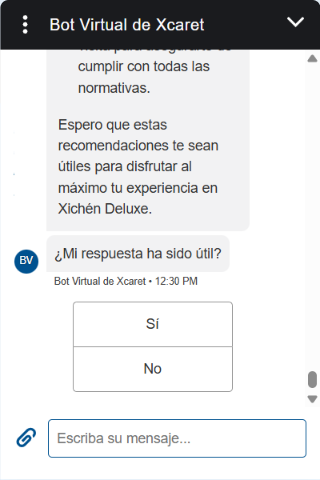 Bot Virtual de Xcaret
cumplir con todas las
normativas.
Espero que estas
recomendaciones te sean
útiles para disfrutar al
máximo tu experiencia en
Xichén Deluxe.
BV
¿Mi respuesta ha sido útil?
Bot Virtual de Xcaret • 12:30 PM
Sí
No
Escriba su mensaje...